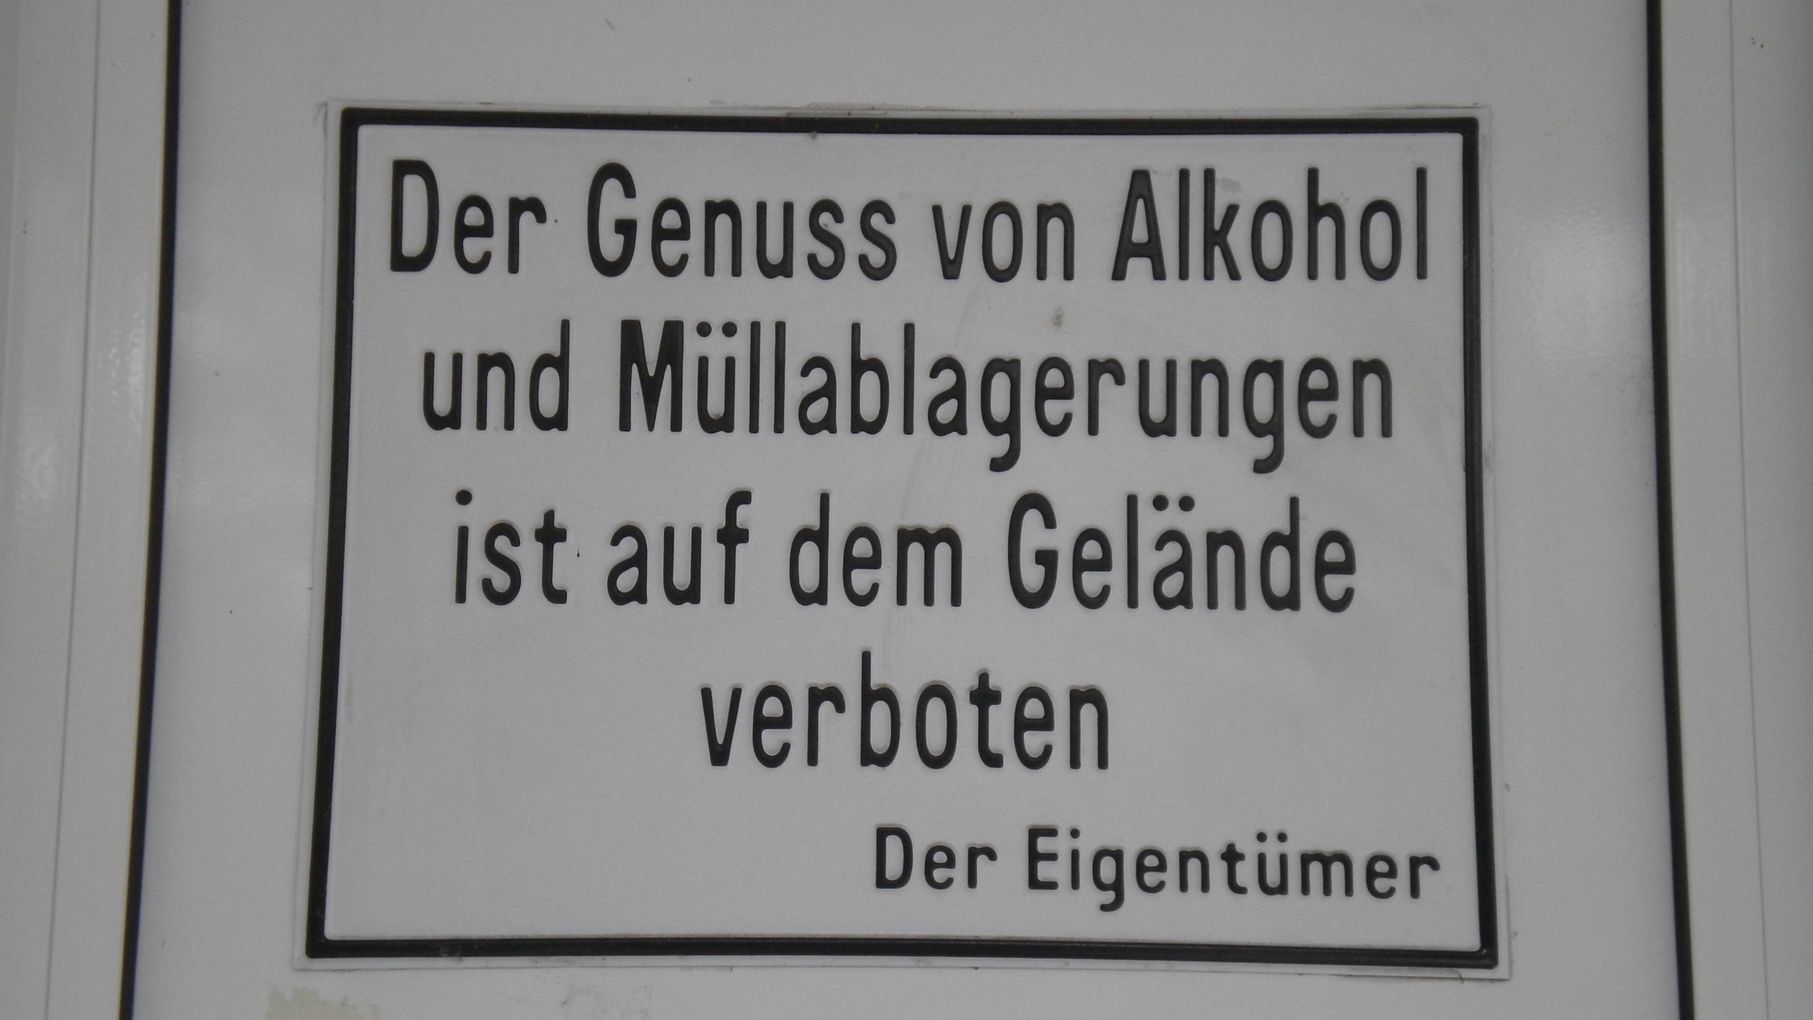 Der Genuss von Alkohol
und Müllablagerungen
ist auf dem Gelände
verboten
Der Eigentümer